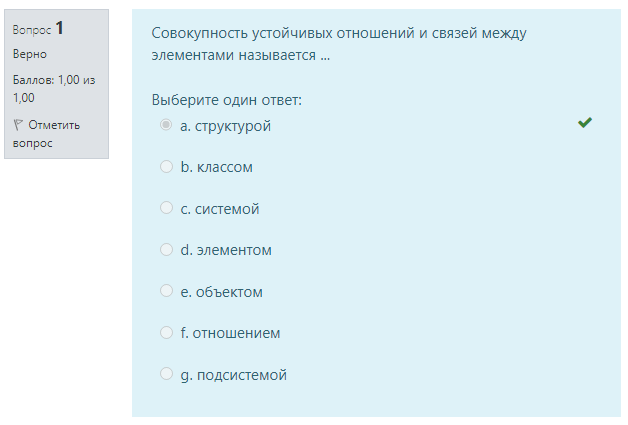 Вопрос 1
Верно
Баллов: 1,00 из
1,00
Отметить
вопрос
Совокупность устойчивых отношений и связей между
элементами называется ...
Выберите один ответ:
a. структурой
b. классом
c. системой
d. элементом
e. объектом
f. отношением
g. подсистемой